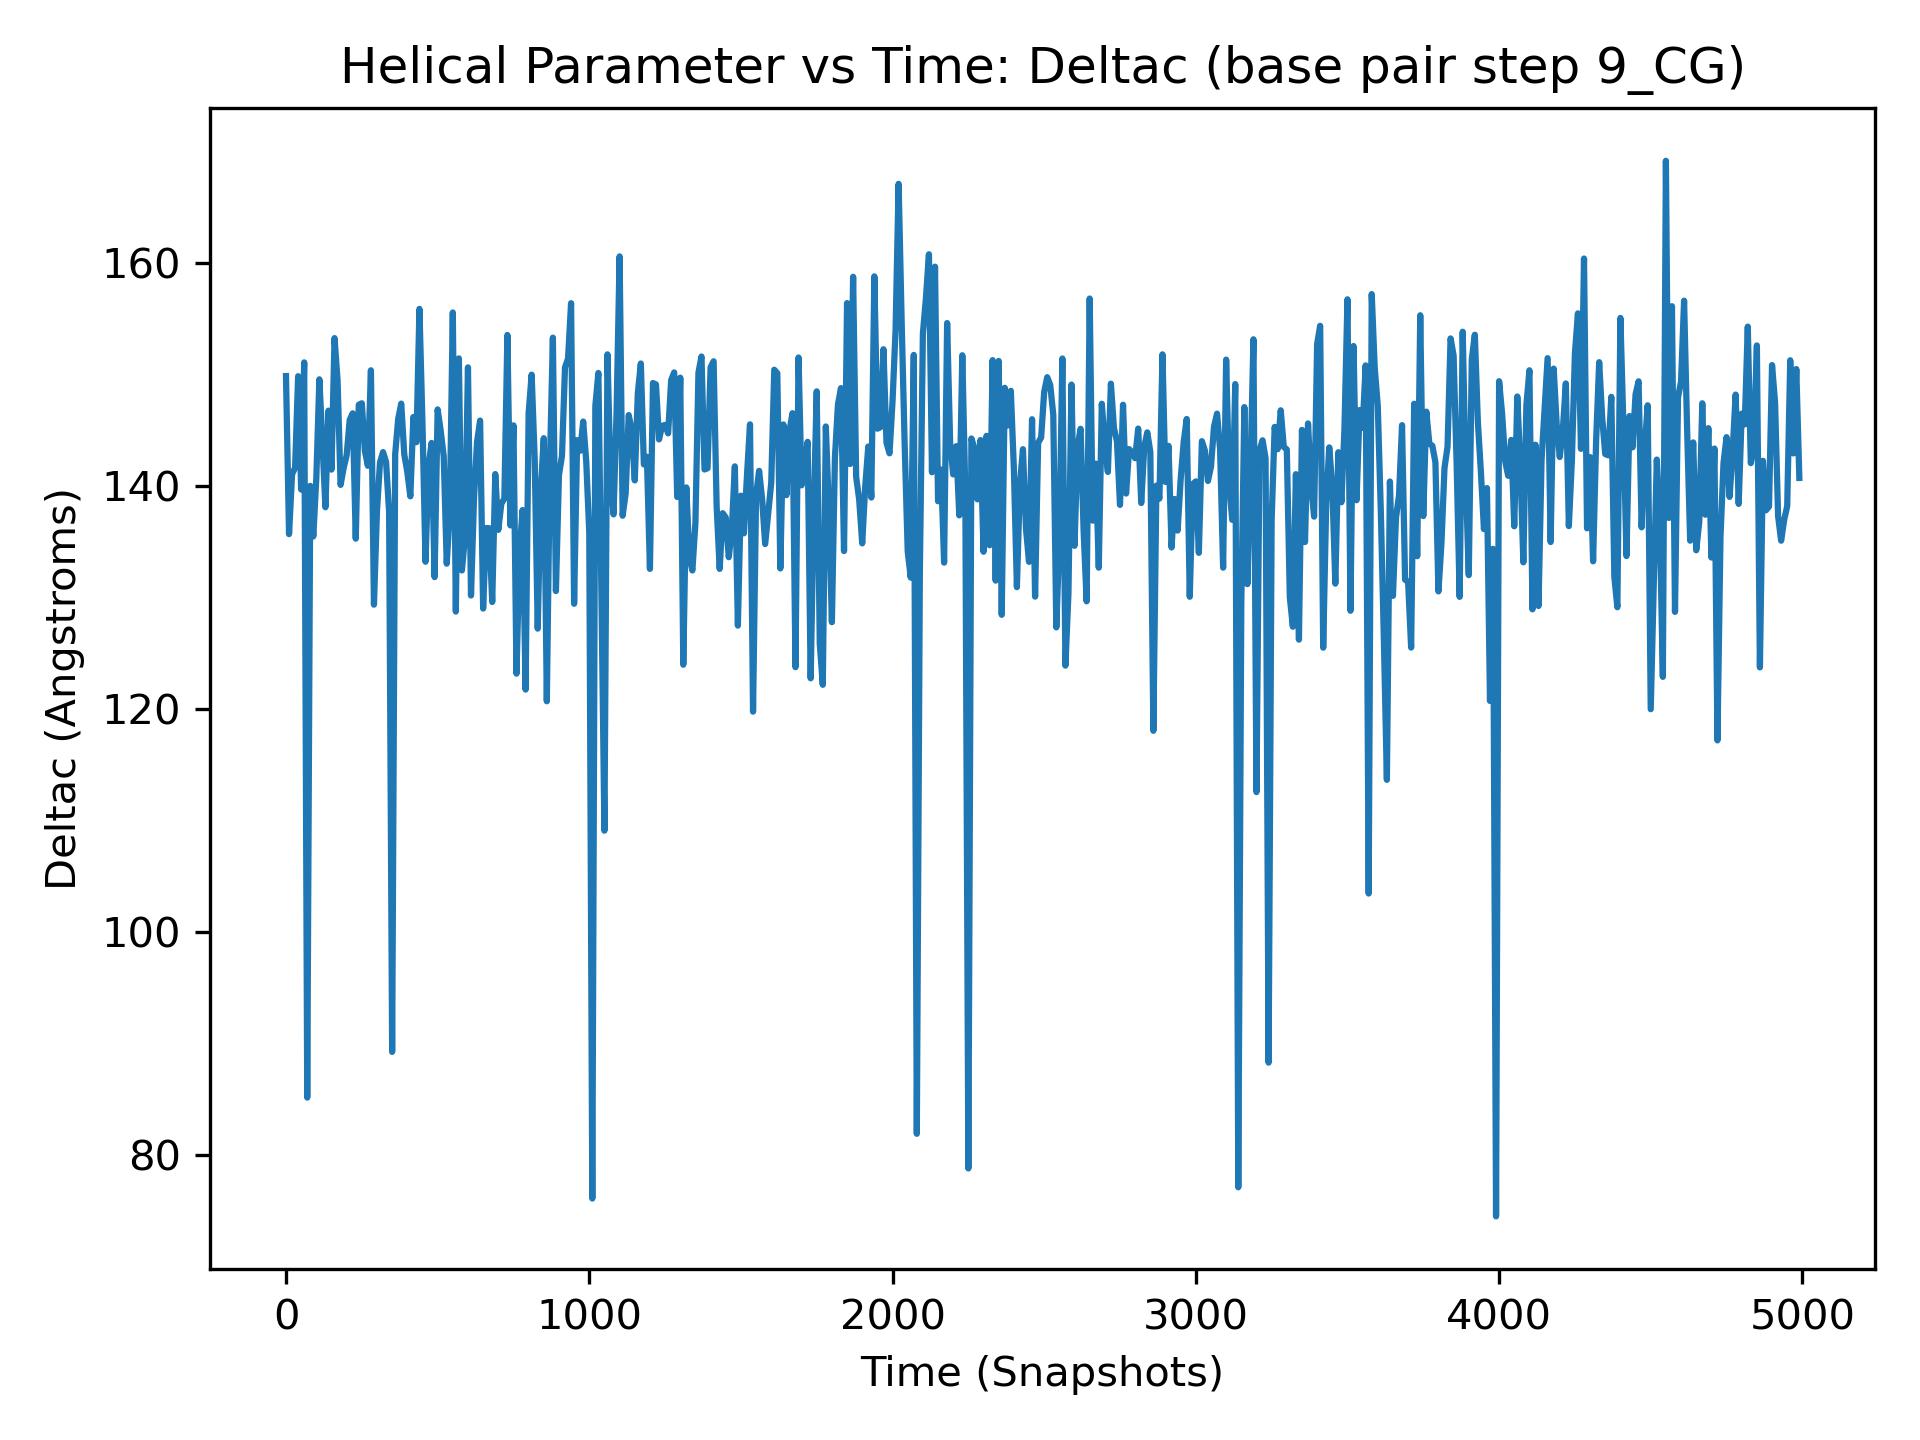 Helical Parameter vs Time: Deltac (base pair step 9_CG)
Deltac (Angstroms)
160
140
120
100
80
0 1000 2000 3000 4000 5000
Time (Snapshots)